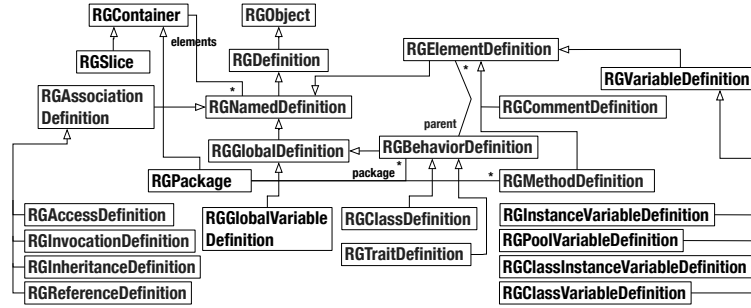 RGContainer
RGObject
elements
RGSlice
RGDefinition
RGElementDefinition
*
RGVariableDefinition
RGAssociation
Definition
*
RGNamedDefinition
RGCommentDefinition
parent
RGGlobalDefinition
RGBehaviorDefinition
RGPackage
package
*
*
RGMethodDefinition
RGAccessDefinition
RGGlobalVariable
Definition
RGClassDefinition
RGInstanceVariableDefinition
RGInvocationDefinition
RGTraitDefinition
RGPoolVariableDefinition
RGInheritanceDefinition
RGClassInstanceVariableDefinition
RGReferenceDefinition
RGClassVariableDefinition